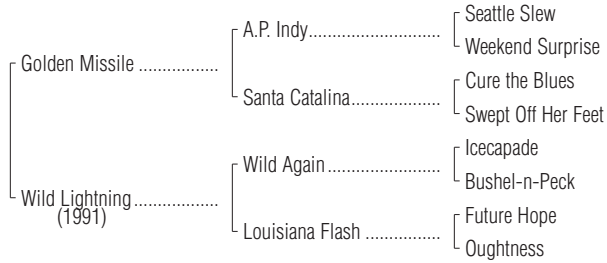 Seattle Slew
A.P. Indy
Weekend Surprise
Golden Missile
Cure the Blues
Santa Catalina
Swept Off Her Feet
Icecapade
Wild Again
Bushel-n-Peck
Wild Lightning
(1991)
Future Hope
Louisiana Flash
Oughtness